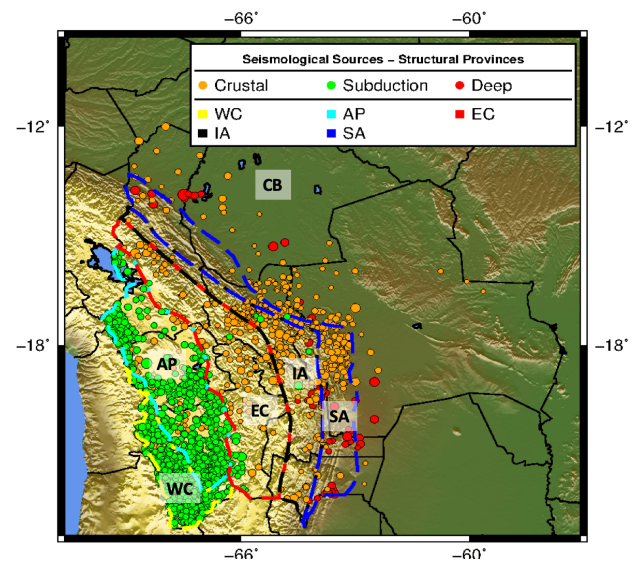 −66˚ −60˚
Seismological Sources − Structural Provinces
Crustal Subduction Deep
WC AP EC
IA SA
−12˚ −12˚
CB
−18˚ −18˚
AP
IA
EC
SA
WC
−66˚ −60˚